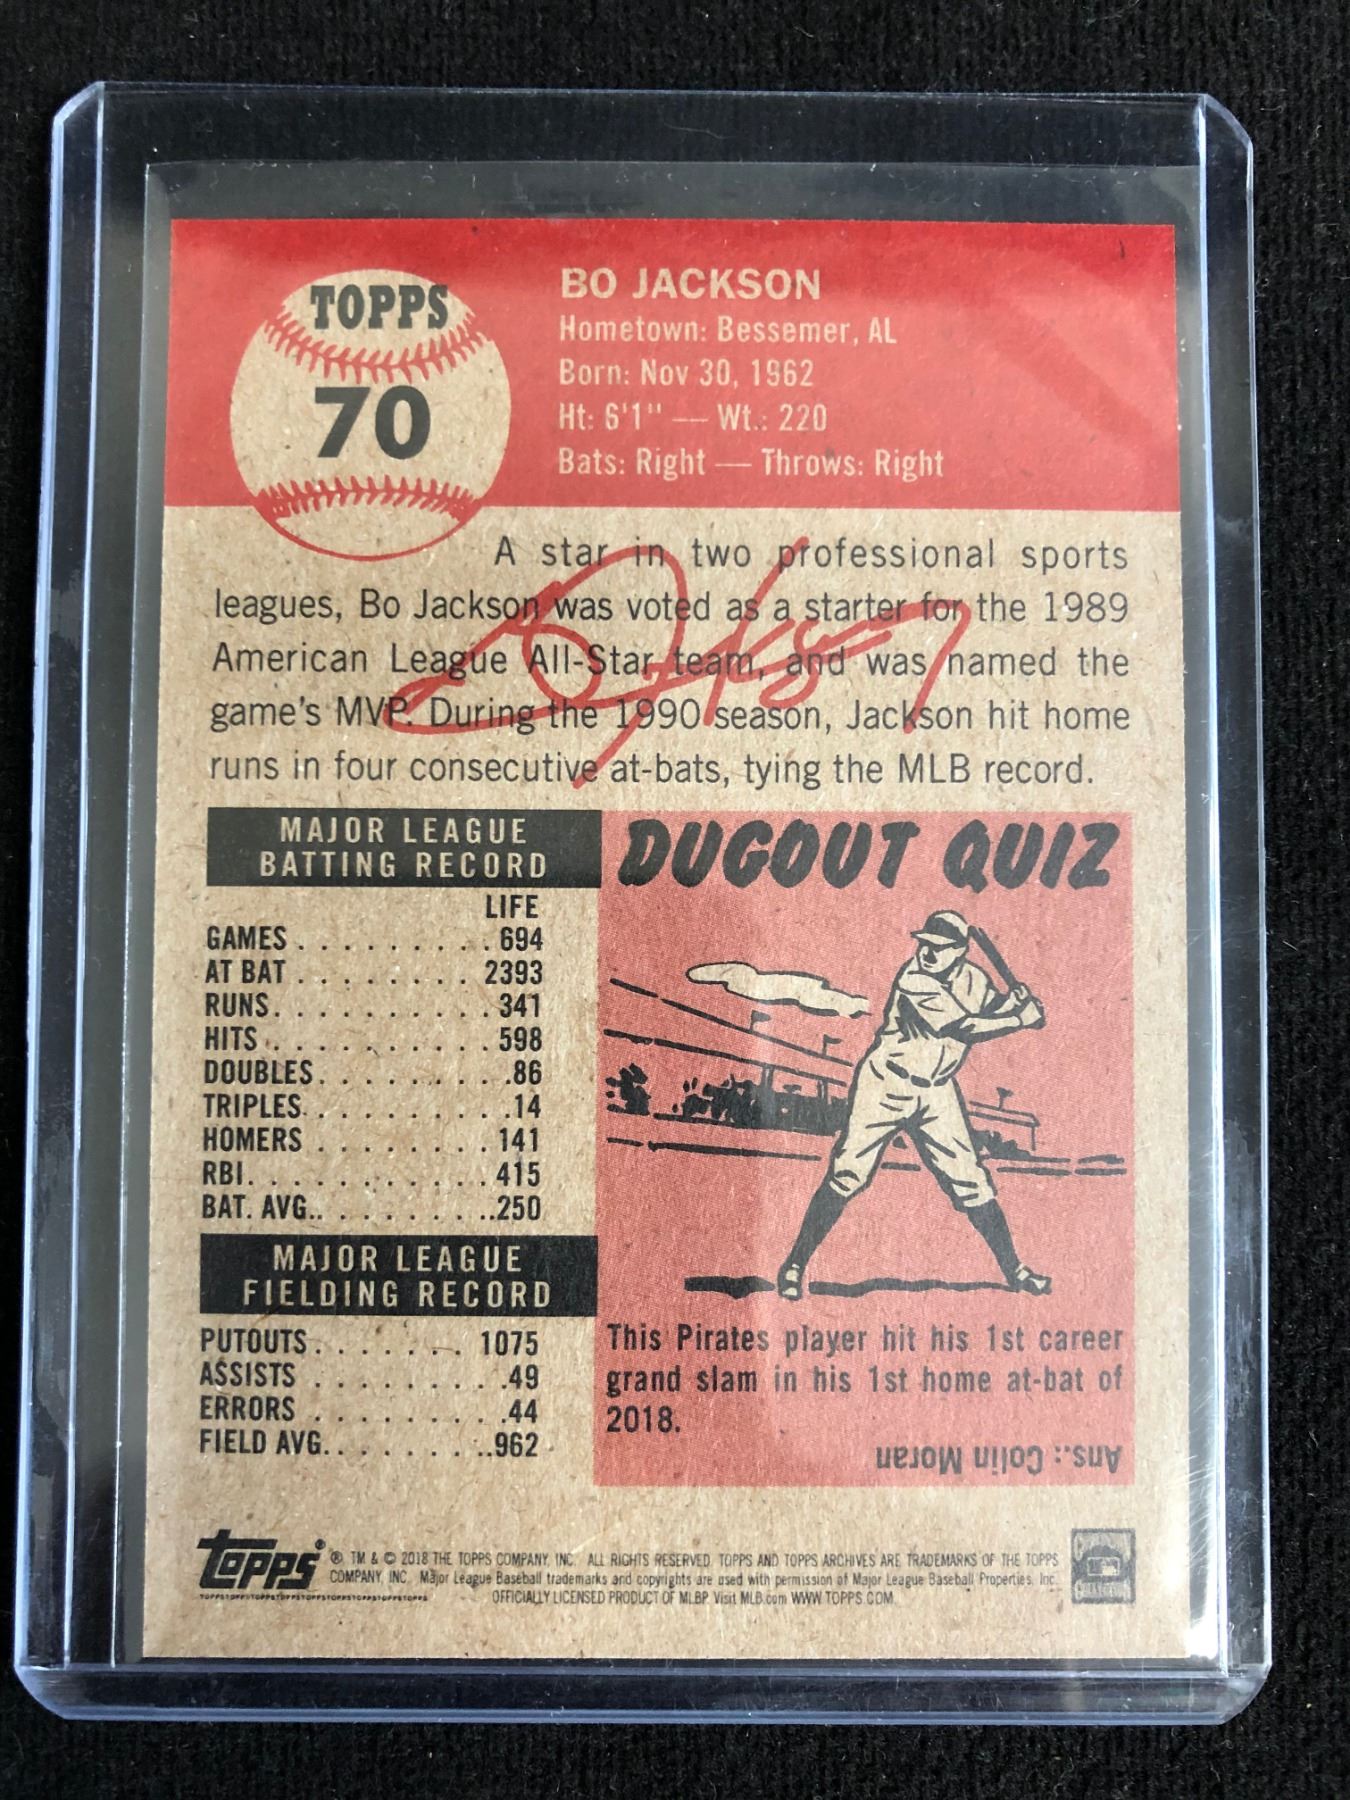 TOPPS
70
BO JACKSON
Hometown: Bessemer, AL
Born: Nov 30, 1962
Ht: 6'1" — Wt.: 220
Bats: Right — Throws: Right
A star in two professional sports
leagues, Bo Jackson was voted as a starter for the 1989
American League All-Star team, and was named the
game's MVP. During the 1990 season, Jackson hit home
runs in four consecutive at-bats, tying the MLB record.
MAJOR LEAGUE
BATTING RECORD
LIFE
GAMES . . . . . . . . . 694
AT BAT . . . . . . . . 2393
RUNS. . . . . . . . . . 341
HITS . . . . . . . . . . 598
DOUBLES. . . . . . . . .86
TRIPLES. . . . . . . . . .14
HOMERS . . . . . . . . 141
RBI. . . . . . . . . . . 415
BAT. AVG.. . . . . . . ..250
MAJOR LEAGUE
FIELDING RECORD
PUTOUTS. . . . . . . 1075
ASSISTS . . . . . . . . .49
ERRORS . . . . . . . . .44
FIELD AVG.. . . . . . ..962
DUGOUT QUIZ
This Pirates player hit his 1st career
grand slam in his 1st home at-bat of
2018.
Ans.: Colin Moran
topps®
® TM & © 2018 THE TOPPS COMPANY, INC. ALL RIGHTS RESERVED. TOPPS AND TOPPS ARCHIVES ARE TRADEMARKS OF THE TOPPS
COMPANY, INC. Major League Baseball trademarks and copyrights are used with permission of Major League Baseball Properties, Inc.
OFFICIALLY LICENSED PRODUCT OF MLBP. Visit MLB.com WWW.TOPPS.COM